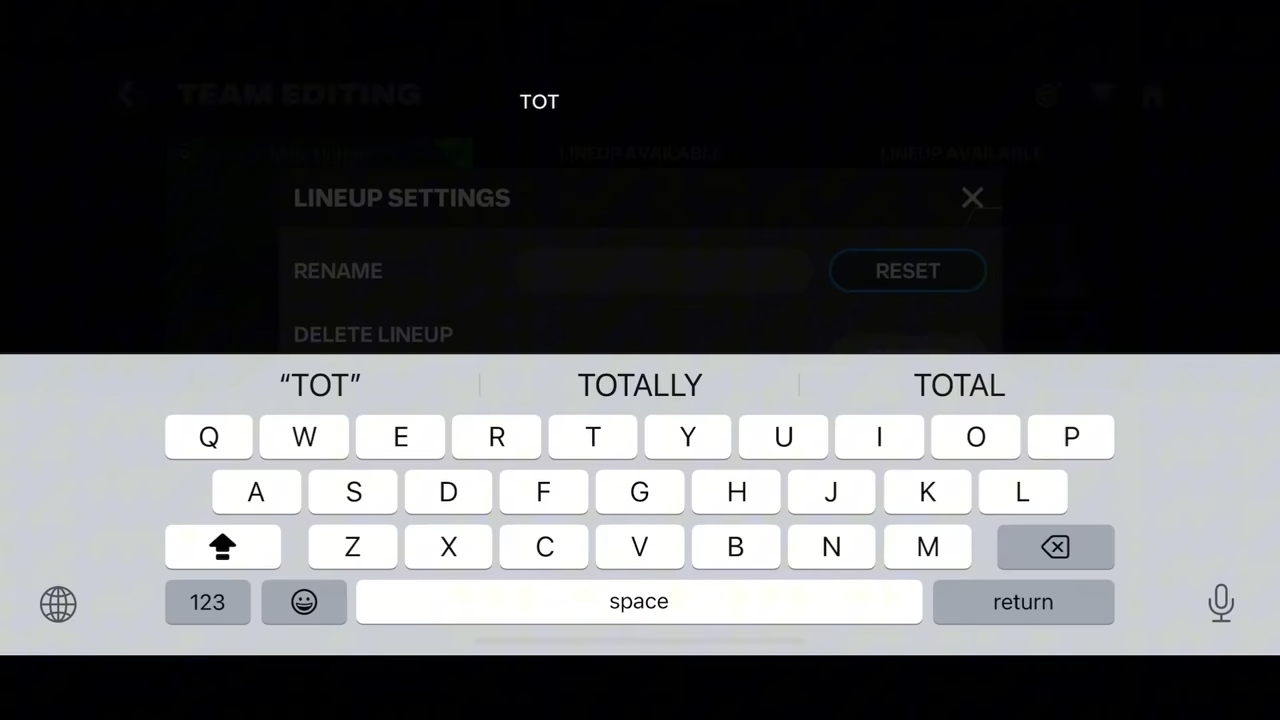 TEAM EDITING
TOT
LINEUP AVAILABLE
LINEUP AVAILABLE
LINEUP SETTINGS
RENAME
RESET
DELETE LINEUP
“TOT”
TOTALLY
TOTAL
Q W E R T Y U I O P
A S D F G H J K L
Z X C V B N M
123
space
return